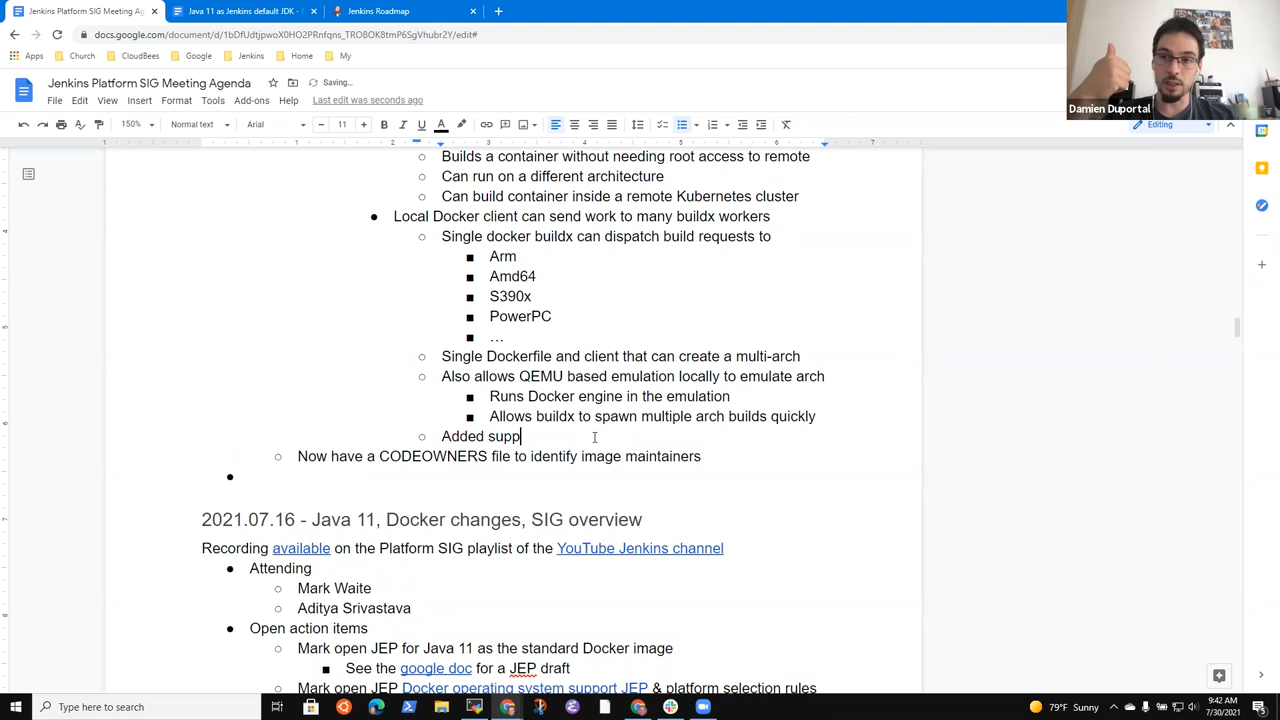 Jenkins Platform SIG Meeting Ag
Java 11 as Jenkins default JDK -
Jenkins Roadmap
docs.google.com/document/d/1bDfUdtjpwoX0HO2PRnfqns_TROBOK8tmP6SgVhubr2Y/edit#
Apps
Church
CloudBees
Google
Jenkins
Home
My
Damien Duportal
Jenkins Platform SIG Meeting Agenda
Saving...
File Edit View Insert Format Tools Add-ons Help Last edit was seconds ago
150% Normal text Arial 11 Editing
Builds a container without needing root access to remote
Can run on a different architecture
Can build container inside a remote Kubernetes cluster
Local Docker client can send work to many buildx workers
Single docker buildx can dispatch build requests to
Arm
Amd64
S390x
PowerPC
…
Single Dockerfile and client that can create a multi-arch
Also allows QEMU based emulation locally to emulate arch
Runs Docker engine in the emulation
Allows buildx to spawn multiple arch builds quickly
Added supp
Now have a CODEOWNERS file to identify image maintainers
2021.07.16 - Java 11, Docker changes, SIG overview
Recording available on the Platform SIG playlist of the YouTube Jenkins channel
Attending
Mark Waite
Aditya Srivastava
Open action items
Mark open JEP for Java 11 as the standard Docker image
See the google doc for a JEP draft
Mark open JEP Docker operating system support JEP & platform selection rules
Type here to search
79°F Sunny
9:42 AM
7/30/2021